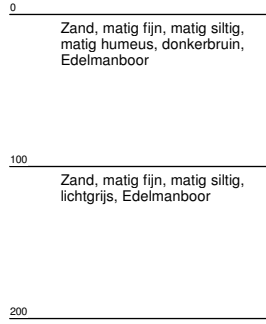 0
Zand, matig fijn, matig siltig,
matig humeus, donkerbruin,
Edelmanboor
100
Zand, matig fijn, matig siltig,
lichtgrijs, Edelmanboor
200